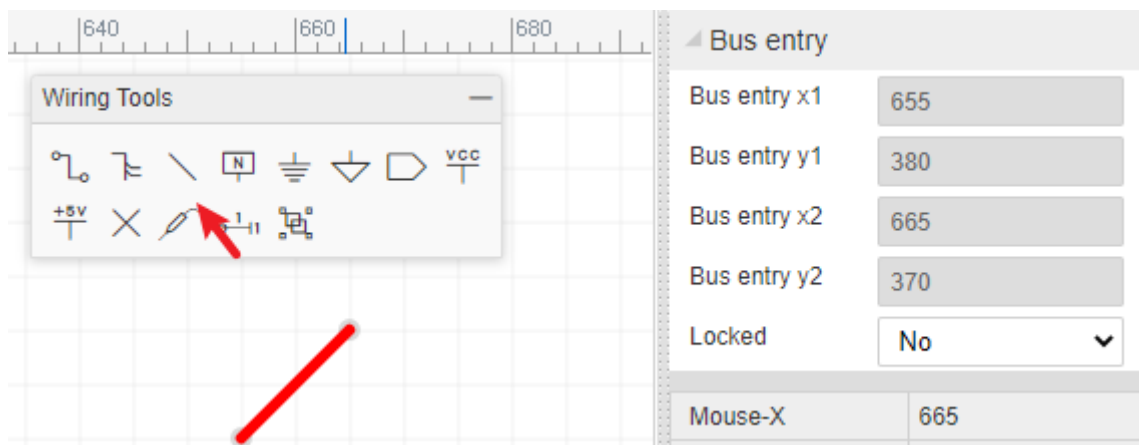 640 660 680
Wiring Tools
N VCC
+5V 1 1
Bus entry
Bus entry x1 655
Bus entry y1 380
Bus entry x2 665
Bus entry y2 370
Locked No
Mouse-X 665